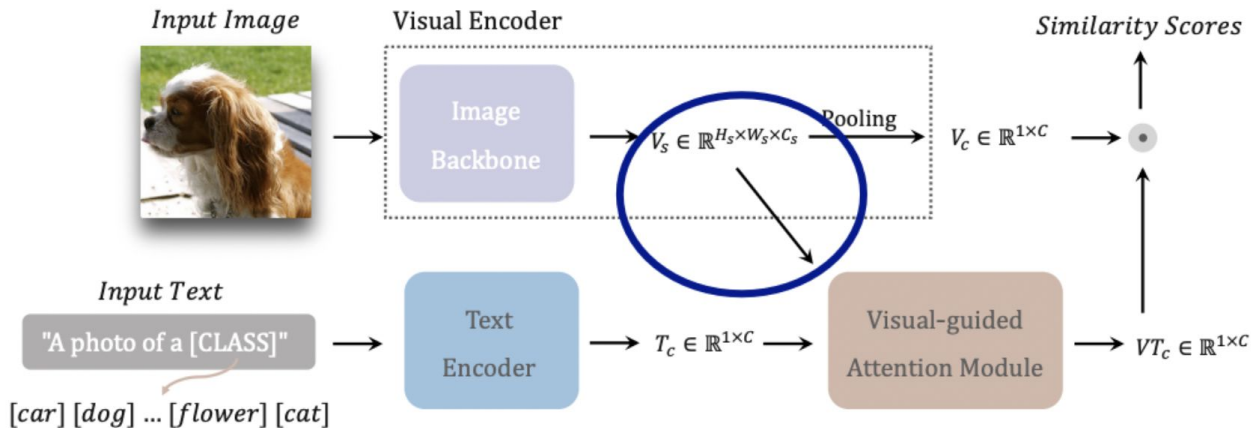 Input Image
Visual Encoder
Similarity Scores
Image
Backbone
V_s ∈ ℝ^{H_s×W_s×C_s}
Pooling
V_c ∈ ℝ^{1×C}
Input Text
"A photo of a [CLASS]"
Text
Encoder
T_c ∈ ℝ^{1×C}
Visual-guided
Attention Module
VT_c ∈ ℝ^{1×C}
[car] [dog] … [flower] [cat]